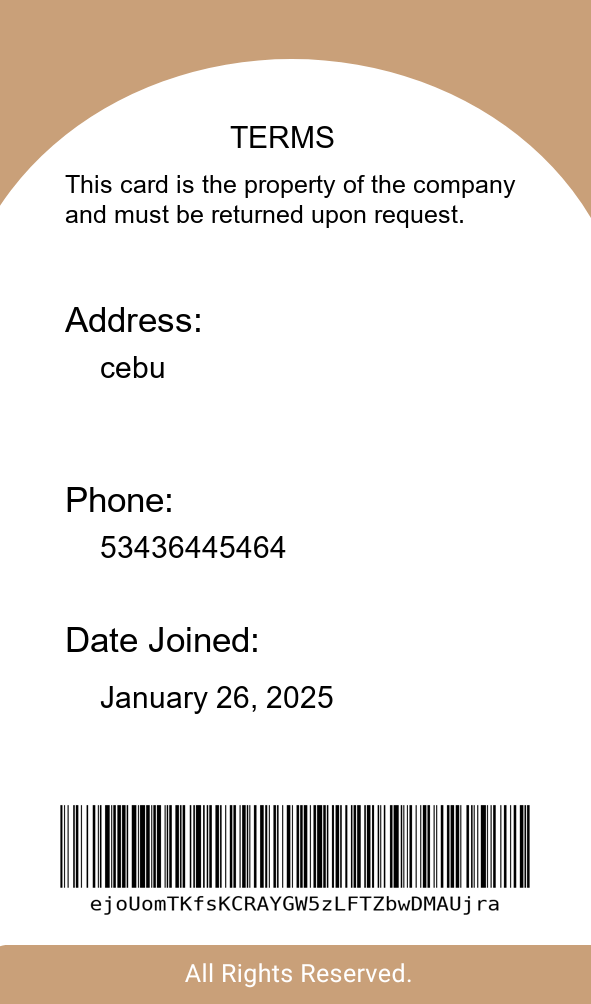 TERMS
This card is the property of the company
and must be returned upon request.
Address:
cebu
Phone:
53436445464
Date Joined:
January 26, 2025
ejoUomTKfsKCRAYGW5zLFTZbwDMAUjra
All Rights Reserved.